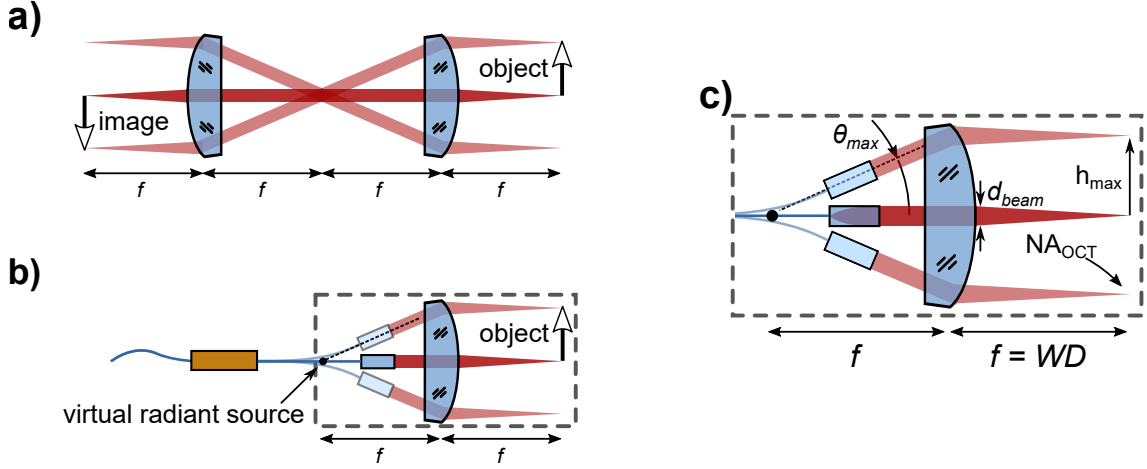 a)
object
image
f
f
f
f
b)
object
virtual radiant source
f
f
c)
θmax
dbeam
hmax
NAOCT
f
f = WD